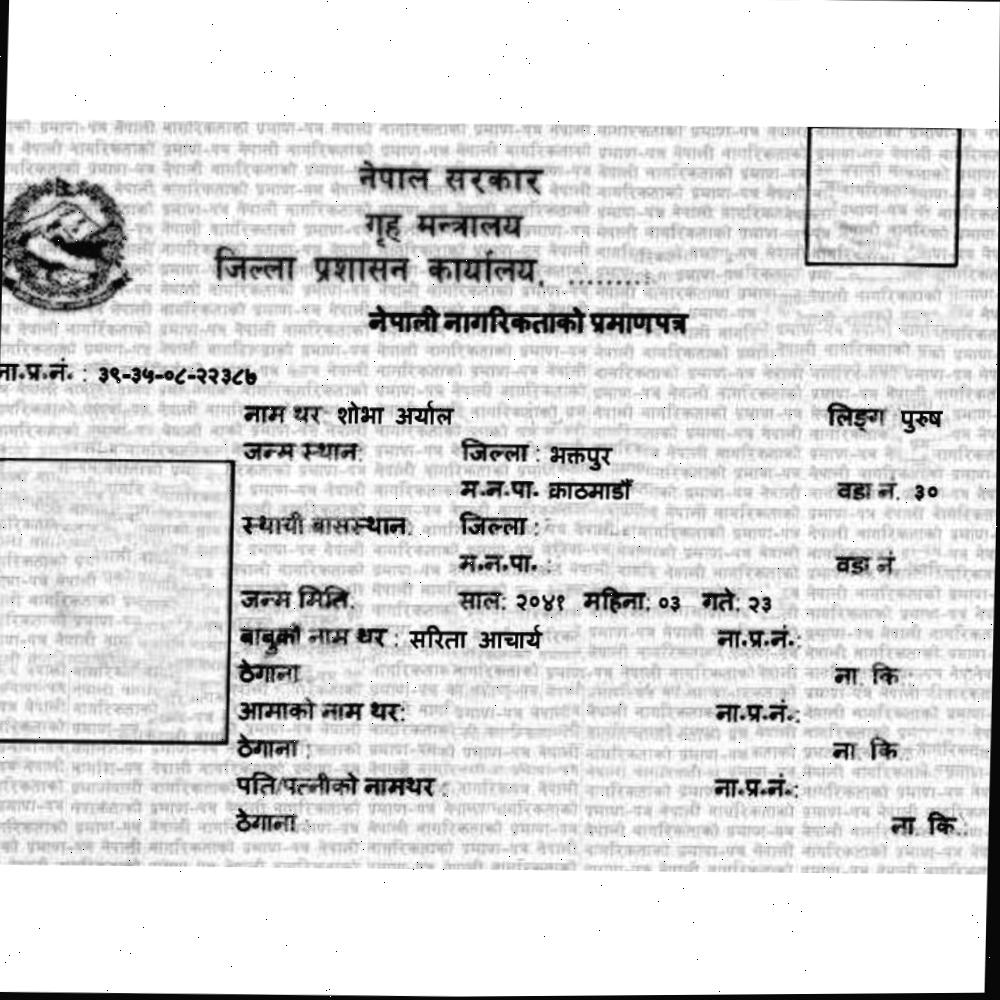 नेपाल सरकार
गृह मन्त्रालय
जिल्ला प्रशासन कार्यालय, .........
नेपाली नागरिकताको प्रमाणपत्र
ना.प्र.नं. : ३९-३५-०८-२२३८७
नाम थर: शोभा अर्याल लिङ्ग पुरुष
जन्म स्थान: जिल्ला : भक्तपुर
म.न.पा. काठमाडौँ वडा नं. ३०
स्थायी बासस्थान: जिल्ला :
म.न.पा. : वडा नं.
जन्म मिति: साल: २०४१ महिना: ०३ गते: २३
बाबुको नाम थर : सरिता आचार्य ना.प्र.नं.:
ठेगाना ना. कि.:
आमाको नाम थर: ना.प्र.नं.:
ठेगाना : ना. कि.
पति/पत्नीको नामथर : ना.प्र.नं.:
ठेगाना : ना. कि.: